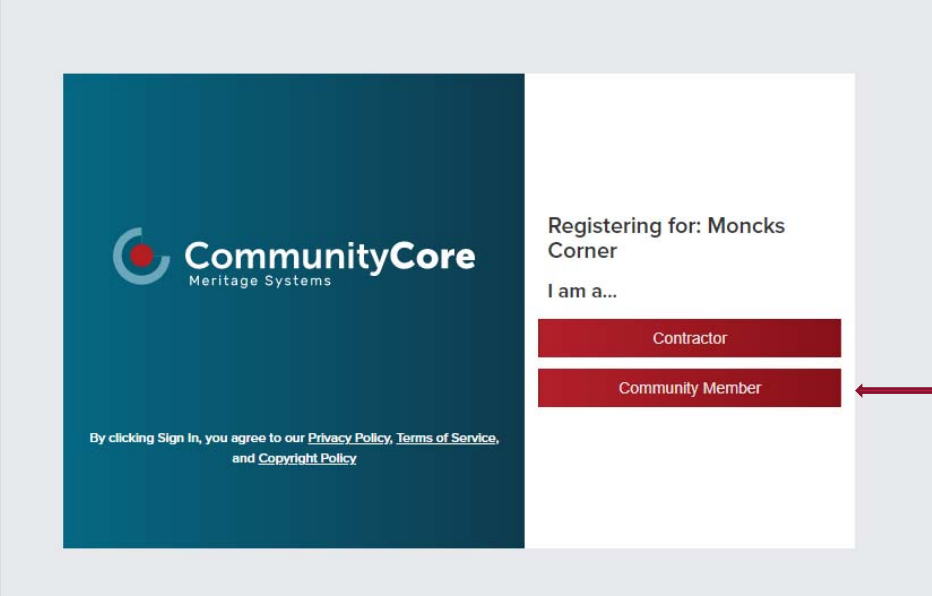 CommunityCore
Meritage Systems
By clicking Sign In, you agree to our Privacy Policy, Terms of Service,
and Copyright Policy
Registering for: Moncks
Corner
I am a...
Contractor
Community Member